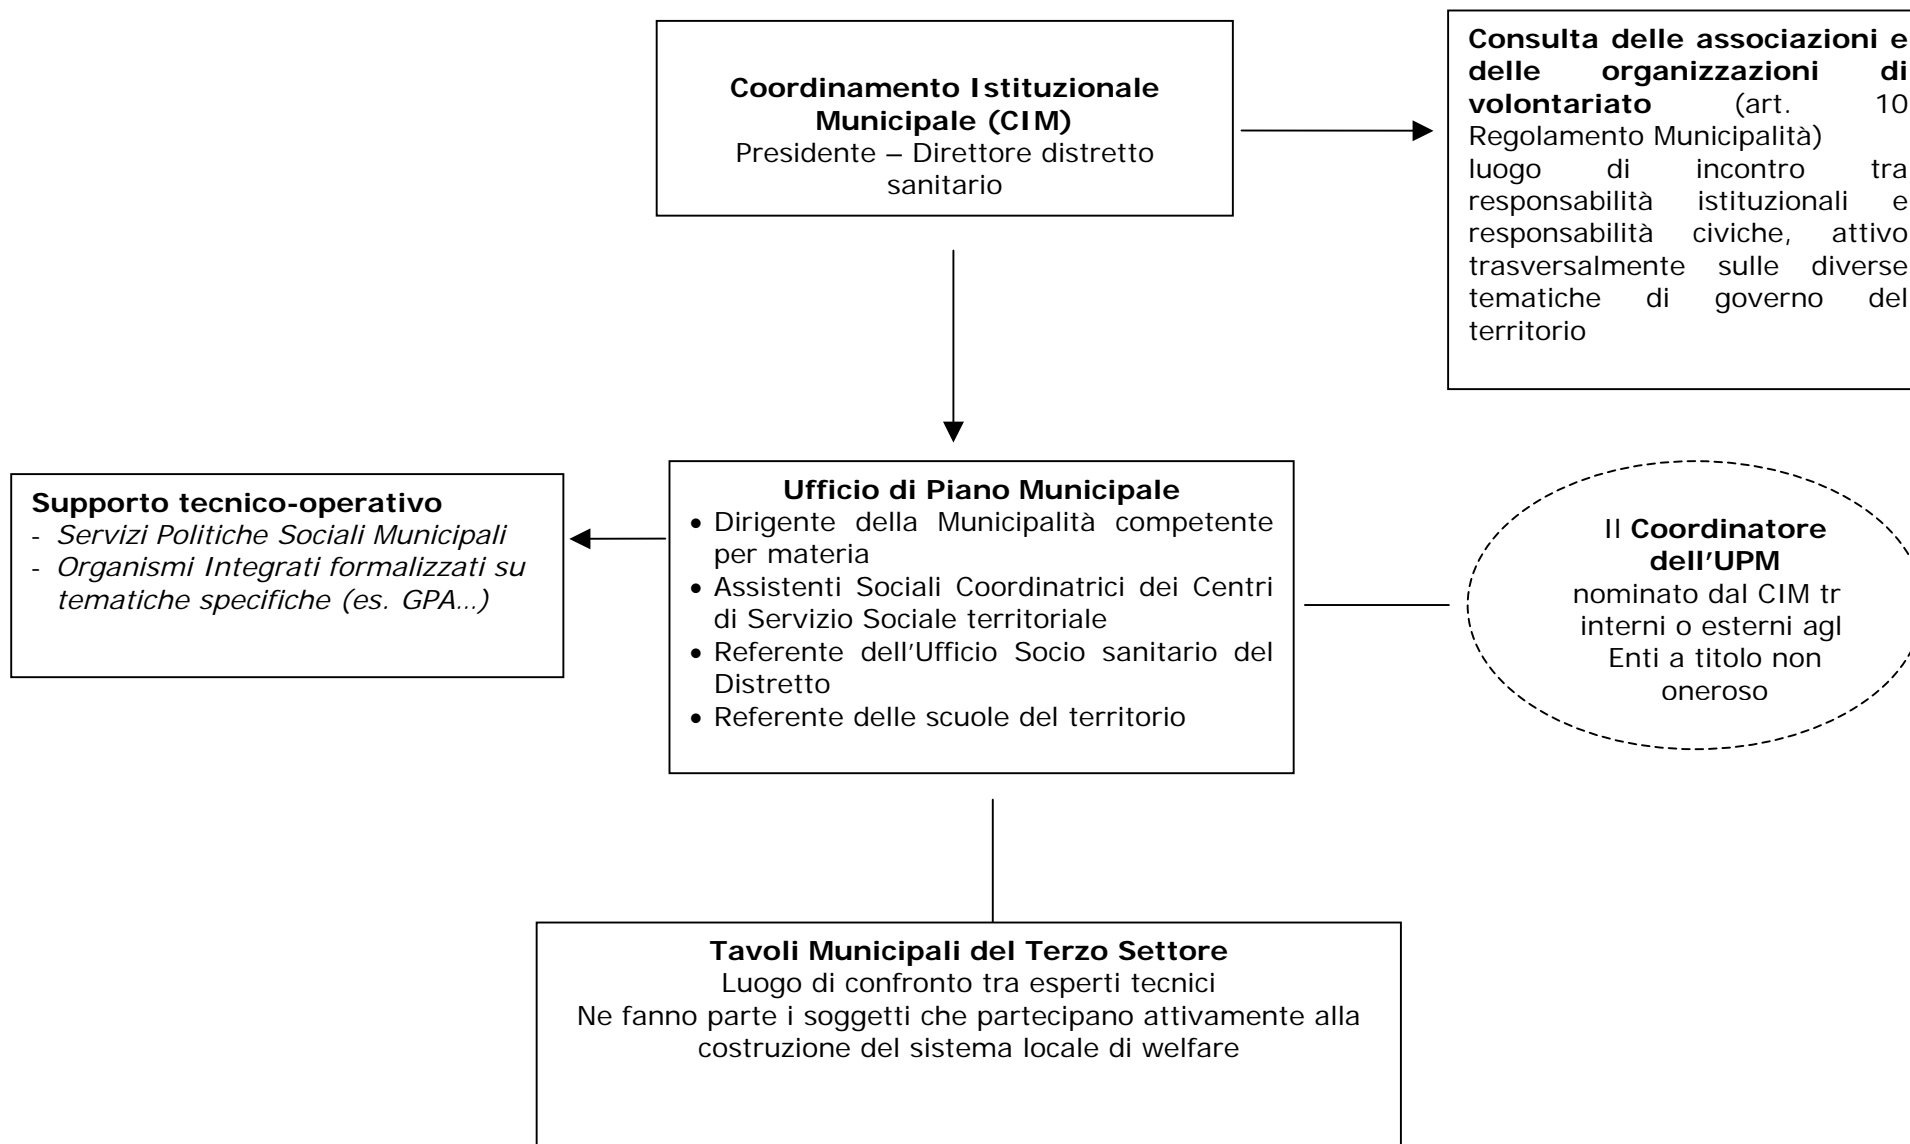 Coordinamento Istituzionale
Municipale (CIM)
Presidente – Direttore distretto
sanitario
Consulta delle associazioni e
delle organizzazioni di
volontariato (art. 10
Regolamento Municipalità)
luogo di incontro tra
responsabilità istituzionali e
responsabilità civiche, attivo
trasversalmente sulle diverse
tematiche di governo del
territorio
Supporto tecnico-operativo
- Servizi Politiche Sociali Municipali
- Organismi Integrati formalizzati su
tematiche specifiche (es. GPA...)
Ufficio di Piano Municipale
• Dirigente della Municipalità competente
per materia
• Assistenti Sociali Coordinatrici dei Centri
di Servizio Sociale territoriale
• Referente dell'Ufficio Socio sanitario del
Distretto
• Referente delle scuole del territorio
Il Coordinatore
dell'UPM
nominato dal CIM tr
interni o esterni agl
Enti a titolo non
oneroso
Tavoli Municipali del Terzo Settore
Luogo di confronto tra esperti tecnici
Ne fanno parte i soggetti che partecipano attivamente alla
costruzione del sistema locale di welfare